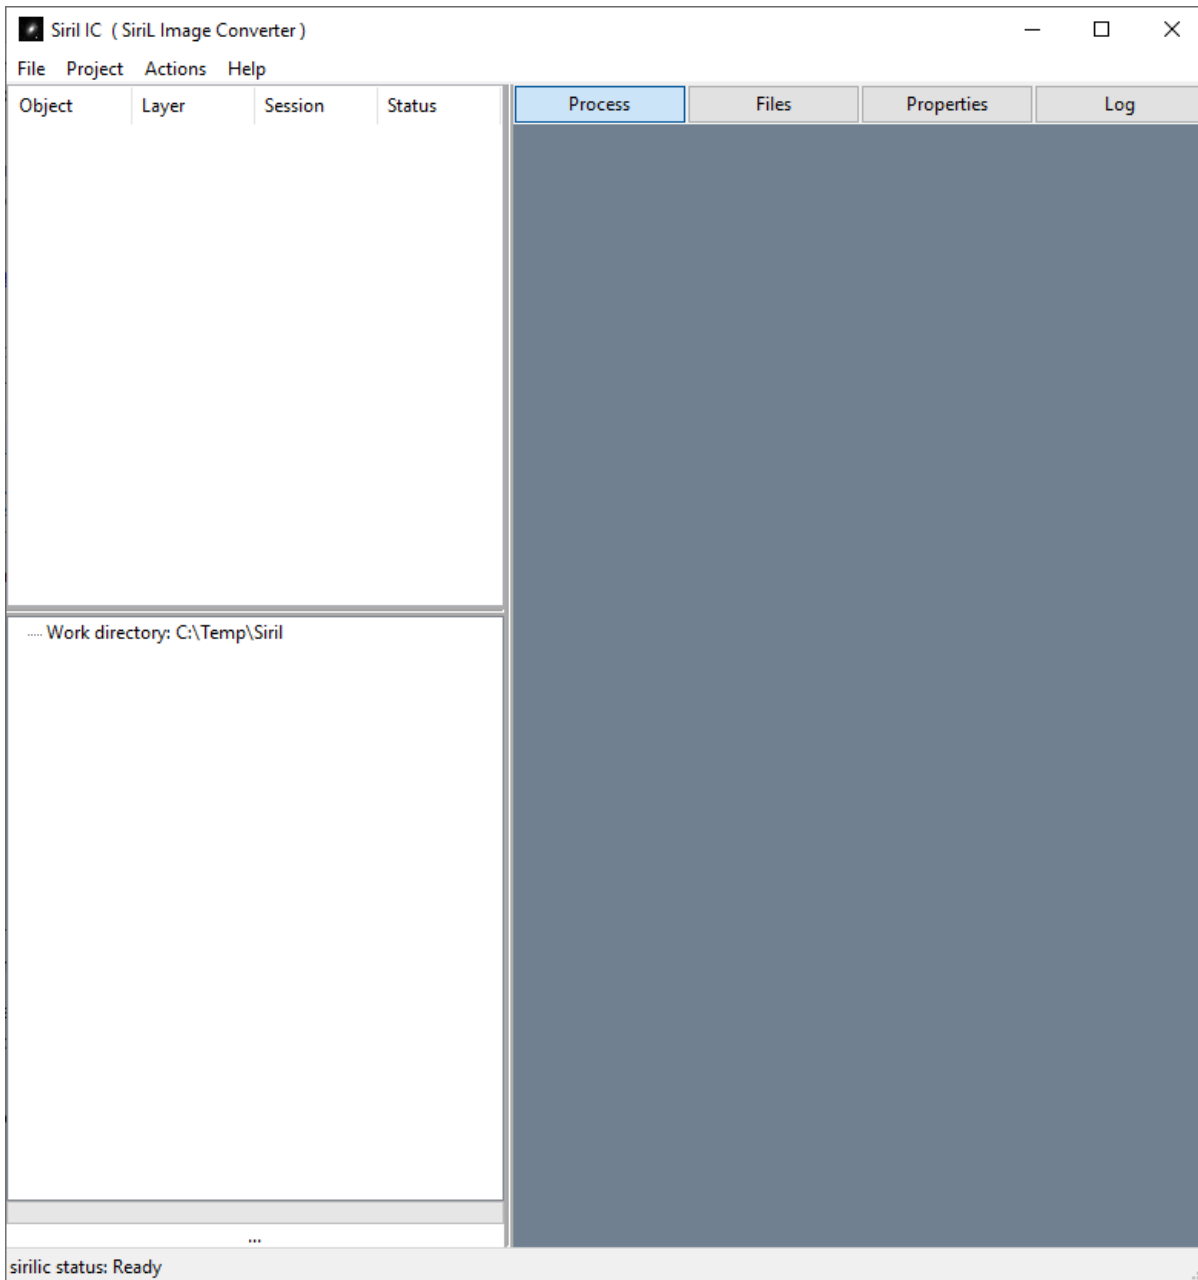 Siril IC ( SiriL Image Converter )
File Project Actions Help
Object Layer Session Status
Process Files Properties Log
Work directory: C:\Temp\Siril
...
sirilic status: Ready